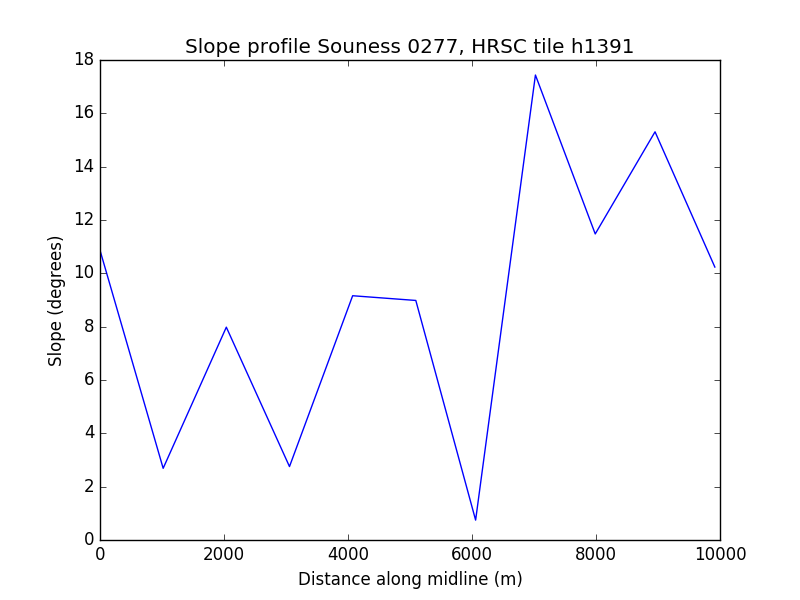 Slope profile Souness 0277, HRSC tile h1391
18
16
14
12
10
8
6
4
2
0
Slope (degrees)
0 2000 4000 6000 8000 10000
Distance along midline (m)